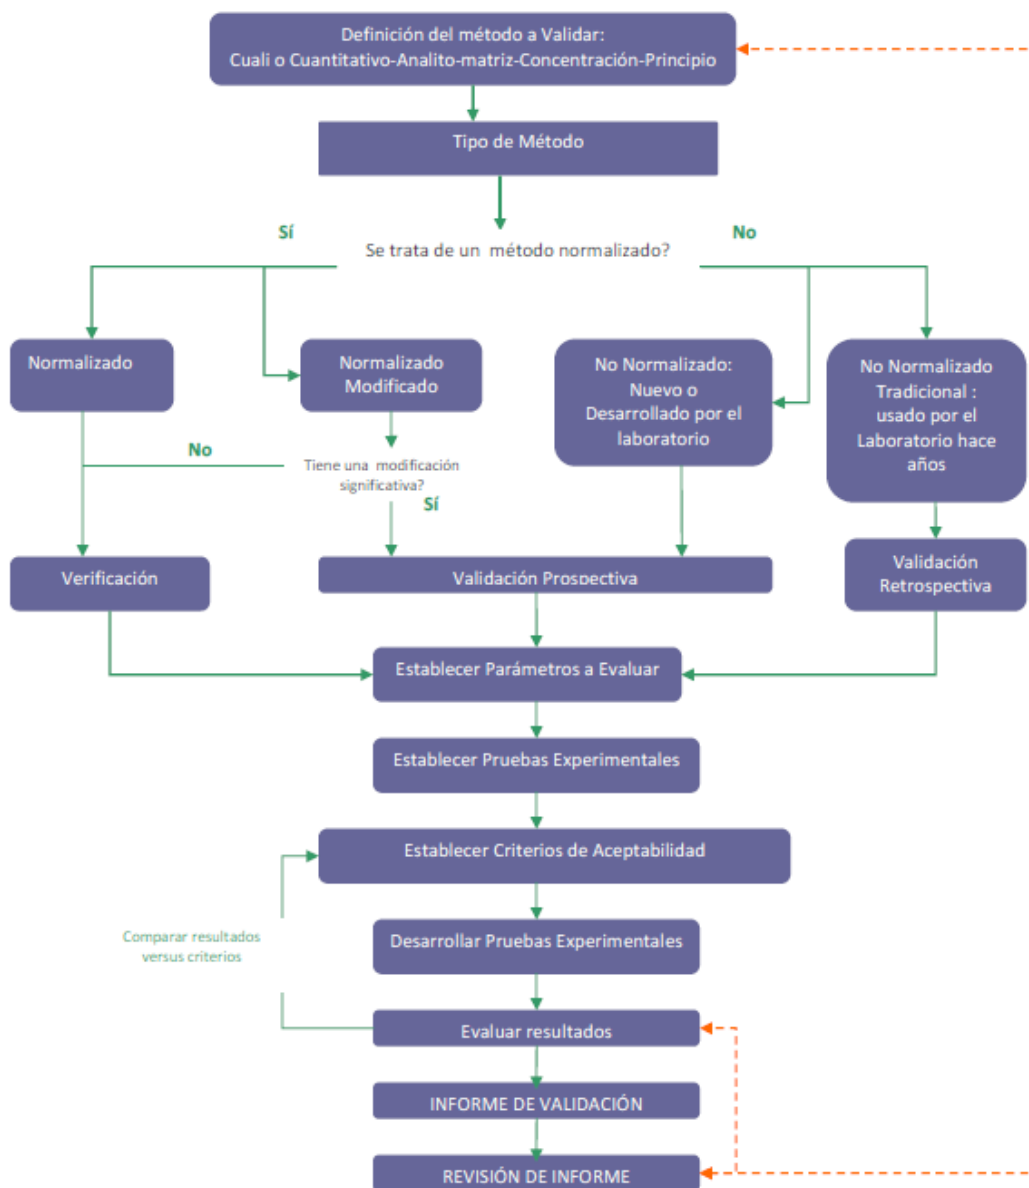 Definición del método a Validar:
Cuali o Cuantitativo-Analito-matriz-Concentración-Principio
Tipo de Método
Sí
No
Se trata de un método normalizado?
Normalizado
Normalizado
Modificado
No Normalizado:
Nuevo o
Desarrollado por el
laboratorio
No Normalizado
Tradicional :
usado por el
Laboratorio hace
años
No
Tiene una modificación
significativa?
Sí
Verificación
Validación Prospectiva
Validación
Retrospectiva
Establecer Parámetros a Evaluar
Establecer Pruebas Experimentales
Establecer Criterios de Aceptabilidad
Comparar resultados
versus criterios
Desarrollar Pruebas Experimentales
Evaluar resultados
INFORME DE VALIDACIÓN
REVISIÓN DE INFORME